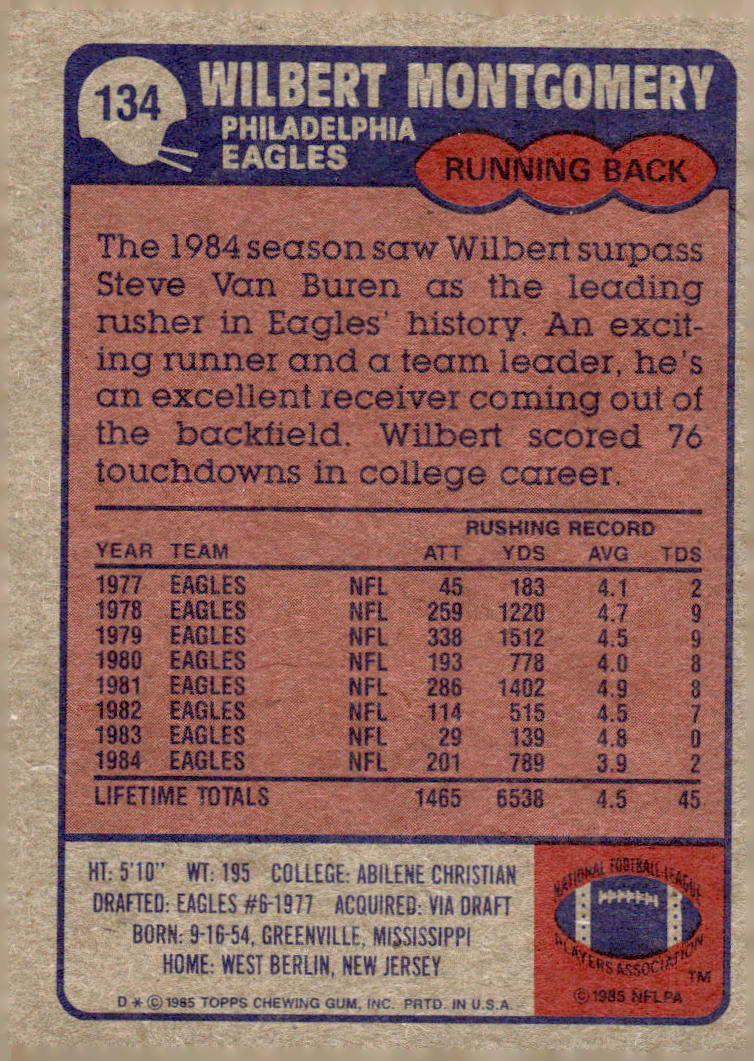 134
WILBERT MONTGOMERY
PHILADELPHIA
EAGLES
RUNNING BACK
The 1984 season saw Wilbert surpass
Steve Van Buren as the leading
rusher in Eagles' history. An excit-
ing runner and a team leader, he's
an excellent receiver coming out of
the backfield. Wilbert scored 76
touchdowns in college career.
RUSHING RECORD
YEAR TEAM ATT YDS AVG TDS
1977 EAGLES NFL 45 183 4.1 2
1978 EAGLES NFL 259 1220 4.7 9
1979 EAGLES NFL 338 1512 4.5 9
1980 EAGLES NFL 193 778 4.0 8
1981 EAGLES NFL 286 1402 4.9 8
1982 EAGLES NFL 114 515 4.5 7
1983 EAGLES NFL 29 139 4.8 0
1984 EAGLES NFL 201 789 3.9 2
LIFETIME TOTALS 1465 6538 4.5 45
HT: 5'10" WT: 195 COLLEGE: ABILENE CHRISTIAN
DRAFTED: EAGLES #6-1977 ACQUIRED: VIA DRAFT
BORN: 9-16-54, GREENVILLE, MISSISSIPPI
HOME: WEST BERLIN, NEW JERSEY
D * © 1985 TOPPS CHEWING GUM, INC. PRTD. IN U.S.A.
NATIONAL FOOTBALL LEAGUE
PLAYERS ASSOCIATION
TM
© 1985 NFLPA